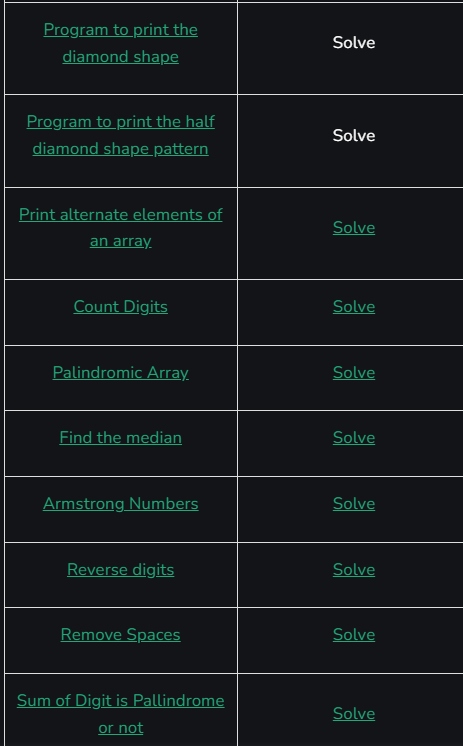 Program to print the
diamond shape
Solve
Program to print the half
diamond shape pattern
Solve
Print alternate elements of
an array
Solve
Count Digits
Solve
Palindromic Array
Solve
Find the median
Solve
Armstrong Numbers
Solve
Reverse digits
Solve
Remove Spaces
Solve
Sum of Digit is Pallindrome
or not
Solve